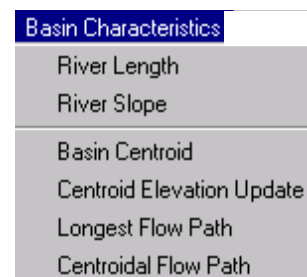 Basin Characteristics
River Length
River Slope
Basin Centroid
Centroid Elevation Update
Longest Flow Path
Centroidal Flow Path